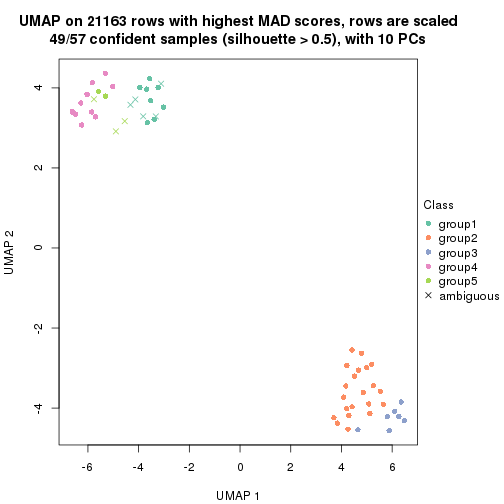 UMAP on 21163 rows with highest MAD scores, rows are scaled
49/57 confident samples (silhouette > 0.5), with 10 PCs
4
2
0
-2
-4
UMAP 2
-6
-4
-2
0
2
4
6
UMAP 1
Class
group1
group2
group3
group4
group5
ambiguous